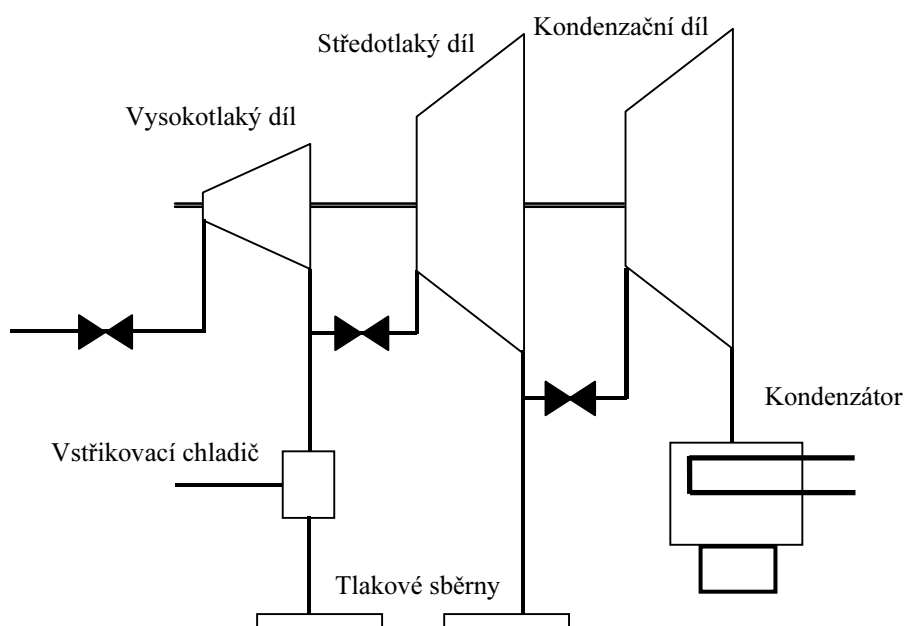 Středotlaký díl
Kondenzační díl
Vysokotlaký díl
Kondenzátor
Vstřikovací chladič
Tlakové sběrny